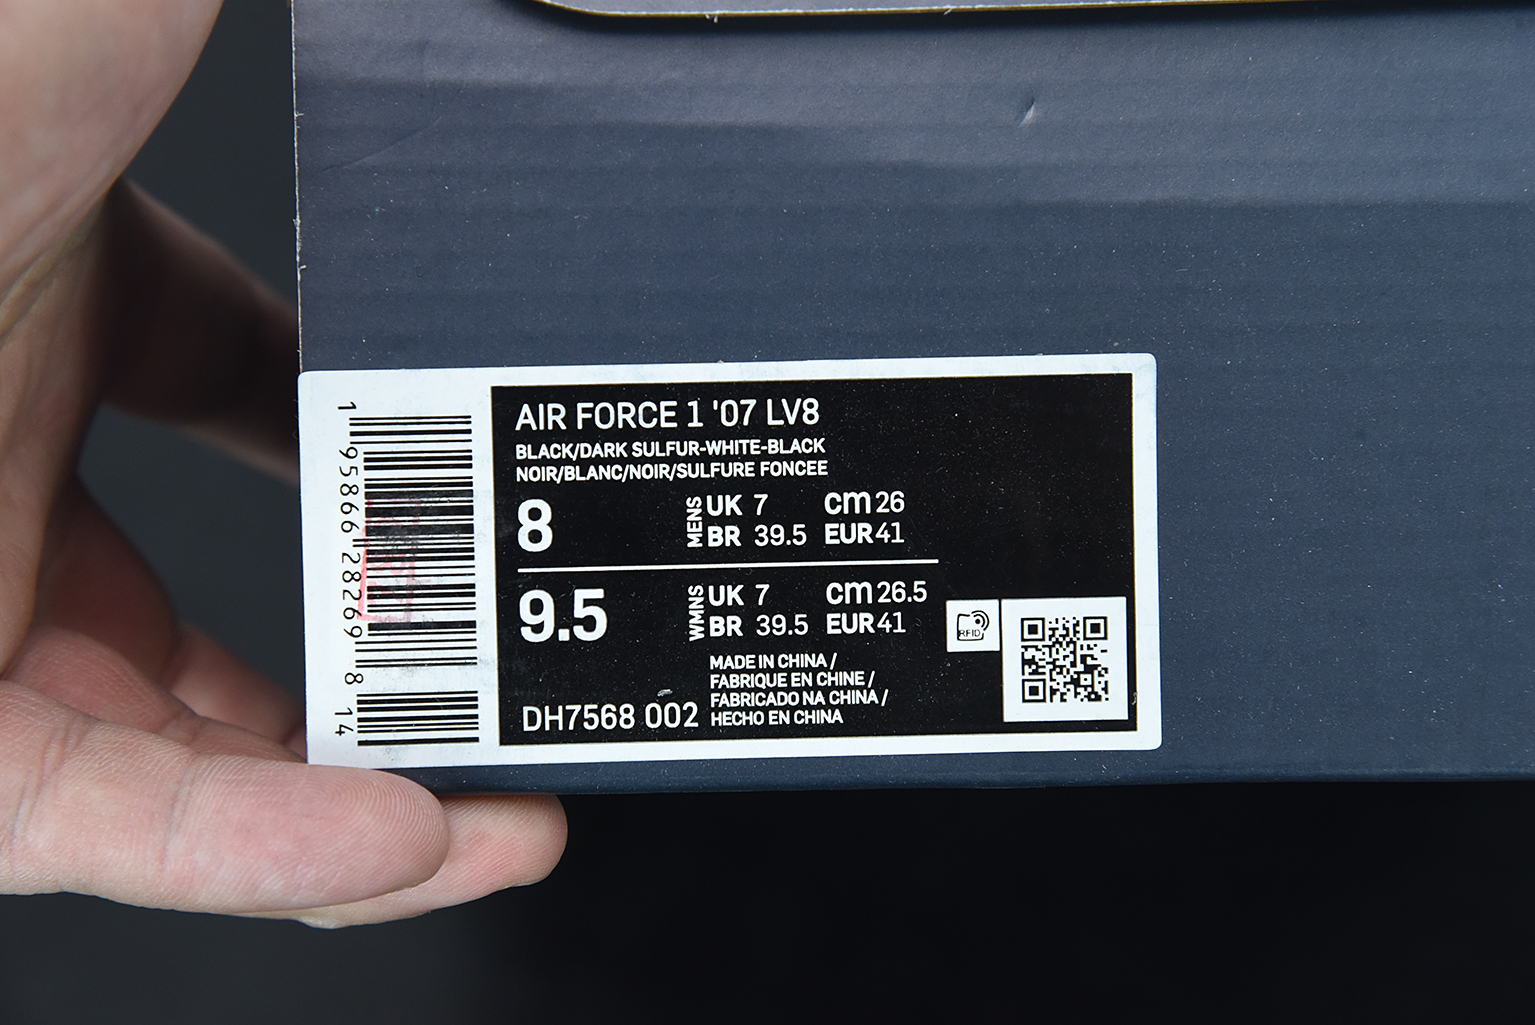 AIR FORCE 1 '07 LV8
BLACK/DARK SULFUR-WHITE-BLACK
NOIR/BLANC/NOIR/SULFURE FONCEE
8 MENS UK 7 cm 26
BR 39.5 EUR 41
9.5 WMNS UK 7 cm 26.5
BR 39.5 EUR 41
MADE IN CHINA /
FABRIQUE EN CHINE /
FABRICADO NA CHINA /
HECHO EN CHINA
DH7568 002
RFID
1 95866 28269 8 14